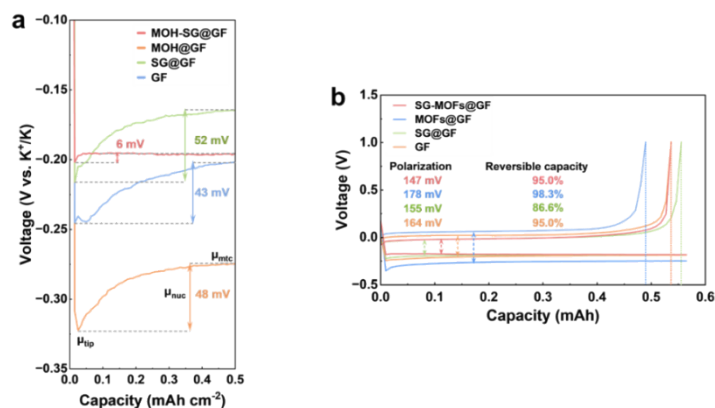 a
−0.10
−0.15
−0.20
−0.25
−0.30
−0.35
Voltage (V vs. K⁺/K)
MOH-SG@GF
MOH@GF
SG@GF
GF
6 mV
52 mV
43 mV
48 mV
μmtc
μnuc
μtip
0.0 0.1 0.2 0.3 0.4 0.5
Capacity (mAh cm⁻²)
b
1.5
1.0
0.5
0.0
−0.5
Voltage (V)
SG-MOFs@GF
MOFs@GF
SG@GF
GF
Polarization Reversible capacity
147 mV 95.0%
178 mV 98.3%
155 mV 86.6%
164 mV 95.0%
0.0 0.1 0.2 0.3 0.4 0.5 0.6
Capacity (mAh)